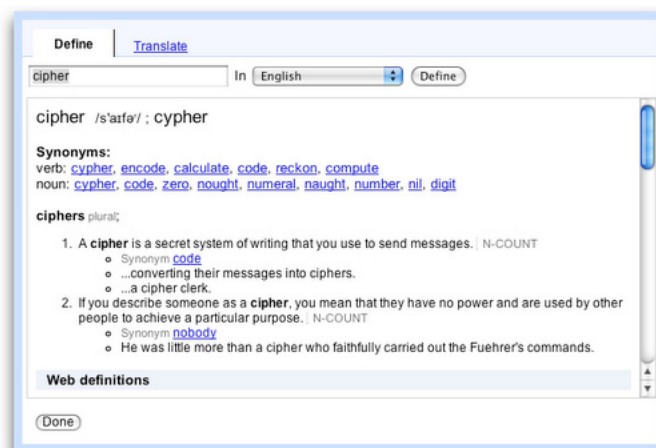 Define Translate
cipher In English Define
cipher /s'aɪfəʳ/ ; cypher
Synonyms:
verb: cypher, encode, calculate, code, reckon, compute
noun: cypher, code, zero, nought, numeral, naught, number, nil, digit
ciphers plural;
1. A cipher is a secret system of writing that you use to send messages. N-COUNT
Synonym code
...converting their messages into ciphers.
...a cipher clerk.
2. If you describe someone as a cipher, you mean that they have no power and are used by other
people to achieve a particular purpose. N-COUNT
Synonym nobody
He was little more than a cipher who faithfully carried out the Fuehrer's commands.
Web definitions
Done